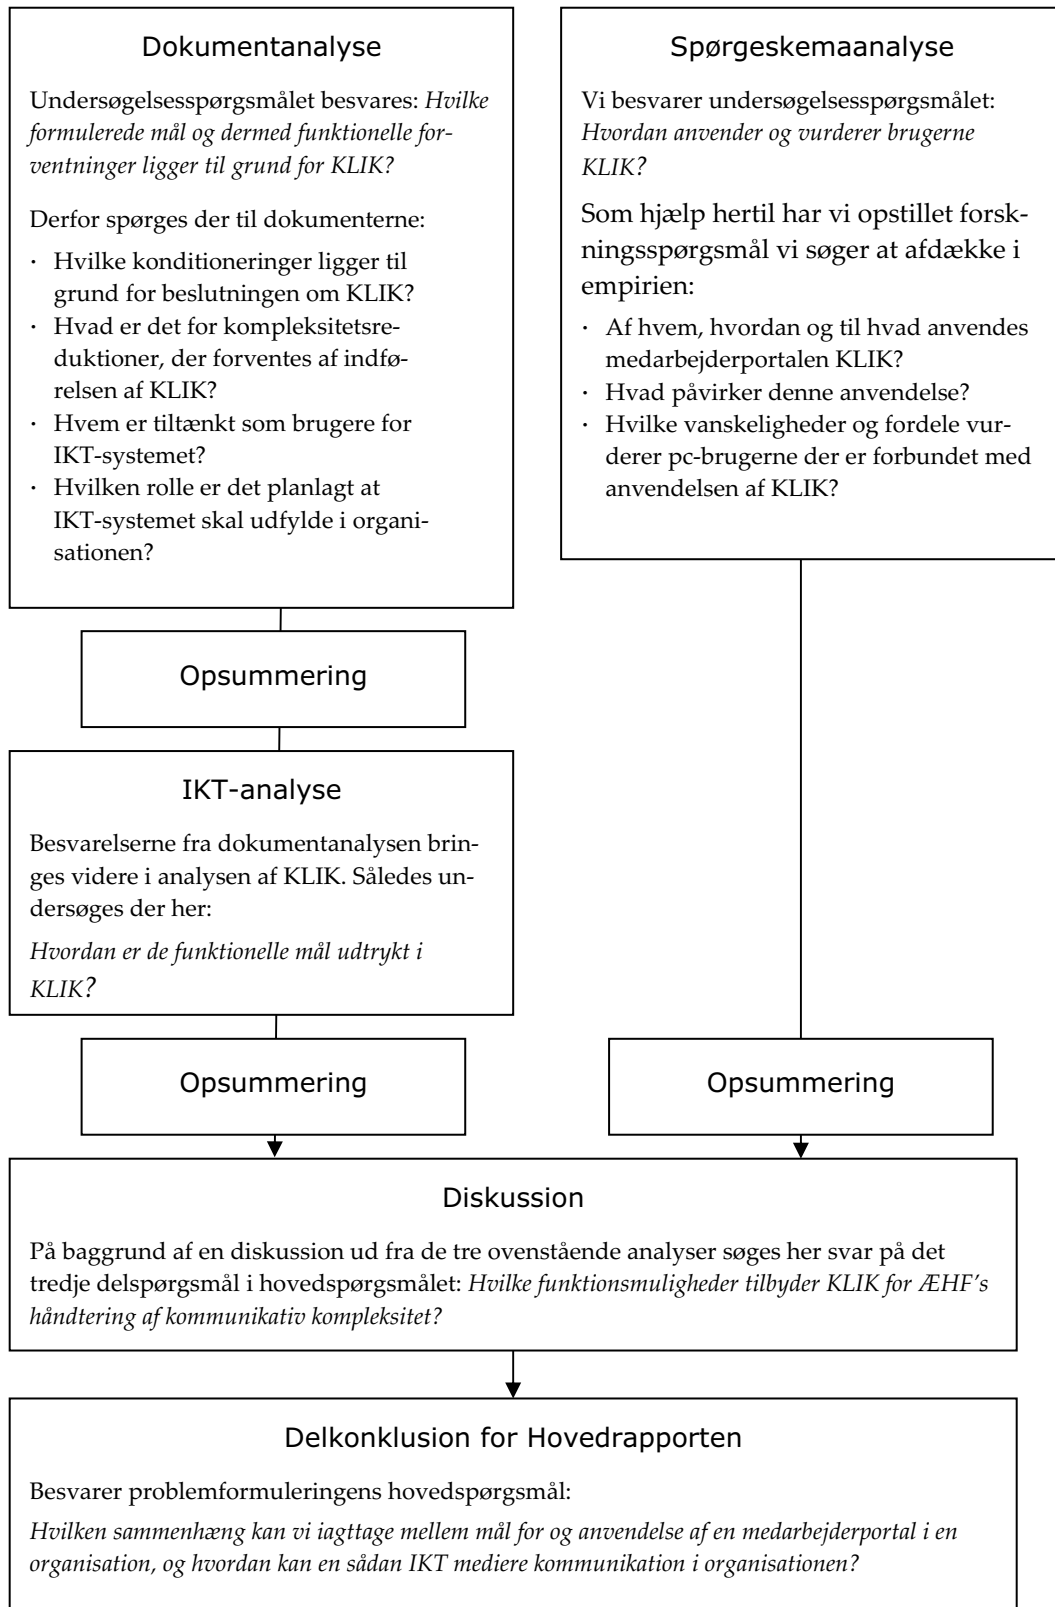 Dokumentanalyse
Undersøgelsesspørgsmålet besvares: Hvilke
formulerede mål og dermed funktionelle for-
ventninger ligger til grund for KLIK?
Derfor spørges der til dokumenterne:
· Hvilke konditioneringer ligger til
grund for beslutningen om KLIK?
· Hvad er det for kompleksitetsre-
duktioner, der forventes af indfø-
relsen af KLIK?
· Hvem er tiltænkt som brugere for
IKT-systemet?
· Hvilken rolle er det planlagt at
IKT-systemet skal udfylde i organi-
sationen?
Spørgeskemaanalyse
Vi besvarer undersøgelsesspørgsmålet:
Hvordan anvender og vurderer brugerne
KLIK?
Som hjælp hertil har vi opstillet forsk-
ningsspørgsmål vi søger at afdække i
empirien:
· Af hvem, hvordan og til hvad anvendes
medarbejderportalen KLIK?
· Hvad påvirker denne anvendelse?
· Hvilke vanskeligheder og fordele vur-
derer pc-brugerne der er forbundet med
anvendelsen af KLIK?
Opsummering
IKT-analyse
Besvarelserne fra dokumentanalysen brin-
ges videre i analysen af KLIK. Således un-
dersøges der her:
Hvordan er de funktionelle mål udtrykt i
KLIK?
Opsummering
Opsummering
Diskussion
På baggrund af en diskussion ud fra de tre ovenstående analyser søges her svar på det
tredje delspørgsmål i hovedspørgsmålet: Hvilke funktionsmuligheder tilbyder KLIK for ÆHF's
håndtering af kommunikativ kompleksitet?
Delkonklusion for Hovedrapporten
Besvarer problemformuleringens hovedspørgsmål:
Hvilken sammenhæng kan vi iagttage mellem mål for og anvendelse af en medarbejderportal i en
organisation, og hvordan kan en sådan IKT mediere kommunikation i organisationen?